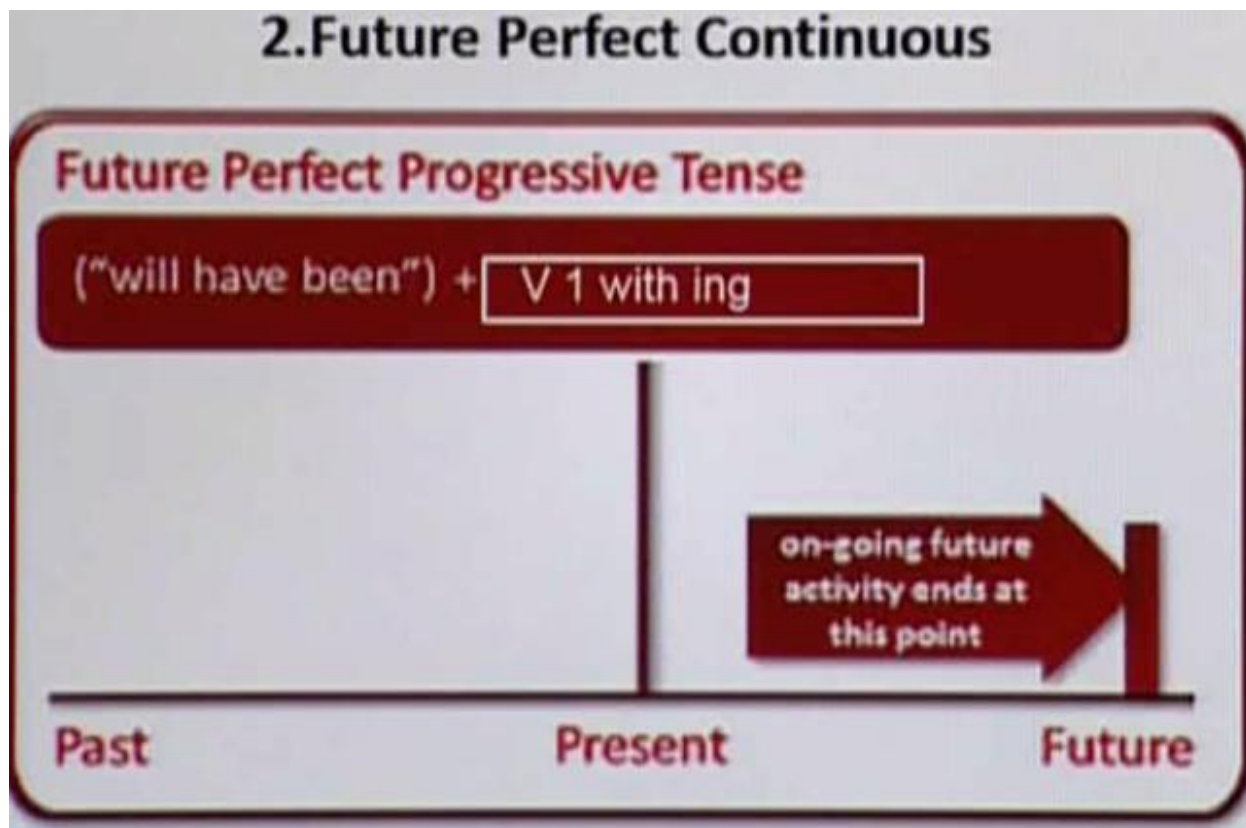 2.Future Perfect Continuous
Future Perfect Progressive Tense
("will have been") + V 1 with ing
on-going future
activity ends at
this point
Past Present Future